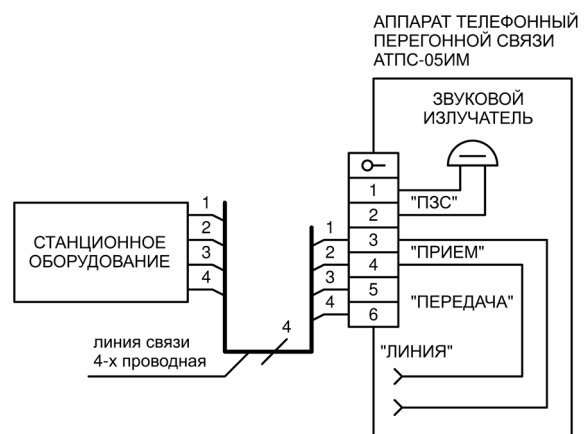 АППАРАТ ТЕЛЕФОННЫЙ
ПЕРЕГОННОЙ СВЯЗИ
АТПС-05ИМ
ЗВУКОВОЙ
ИЗЛУЧАТЕЛЬ
СТАНЦИОННОЕ
ОБОРУДОВАНИЕ
1
2
3
4
линия связи
4-х проводная
4
1
2
3
4
1
2
3
4
5
6
"ПЗС"
"ПРИЕМ"
"ПЕРЕДАЧА"
"ЛИНИЯ"